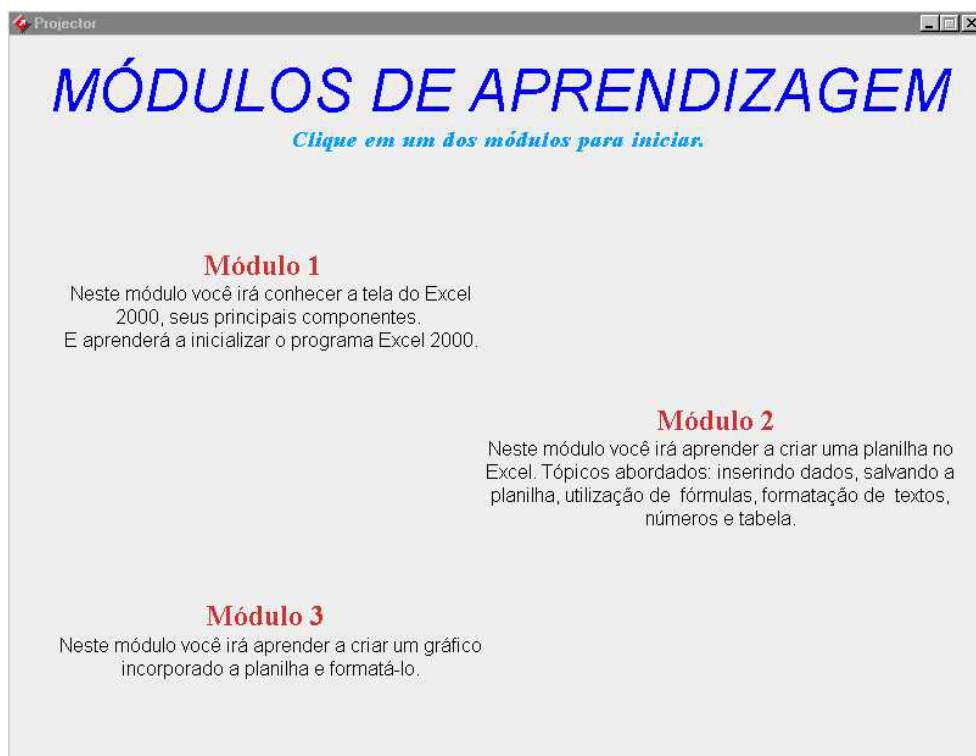 Projector
MÓDULOS DE APRENDIZAGEM
Clique em um dos módulos para iniciar.
Módulo 1
Neste módulo você irá conhecer a tela do Excel
2000, seus principais componentes.
E aprenderá a inicializar o programa Excel 2000.
Módulo 2
Neste módulo você irá aprender a criar uma planilha no
Excel. Tópicos abordados: inserindo dados, salvando a
planilha, utilização de fórmulas, formatação de textos,
números e tabela.
Módulo 3
Neste módulo você irá aprender a criar um gráfico
incorporado a planilha e formatá-lo.